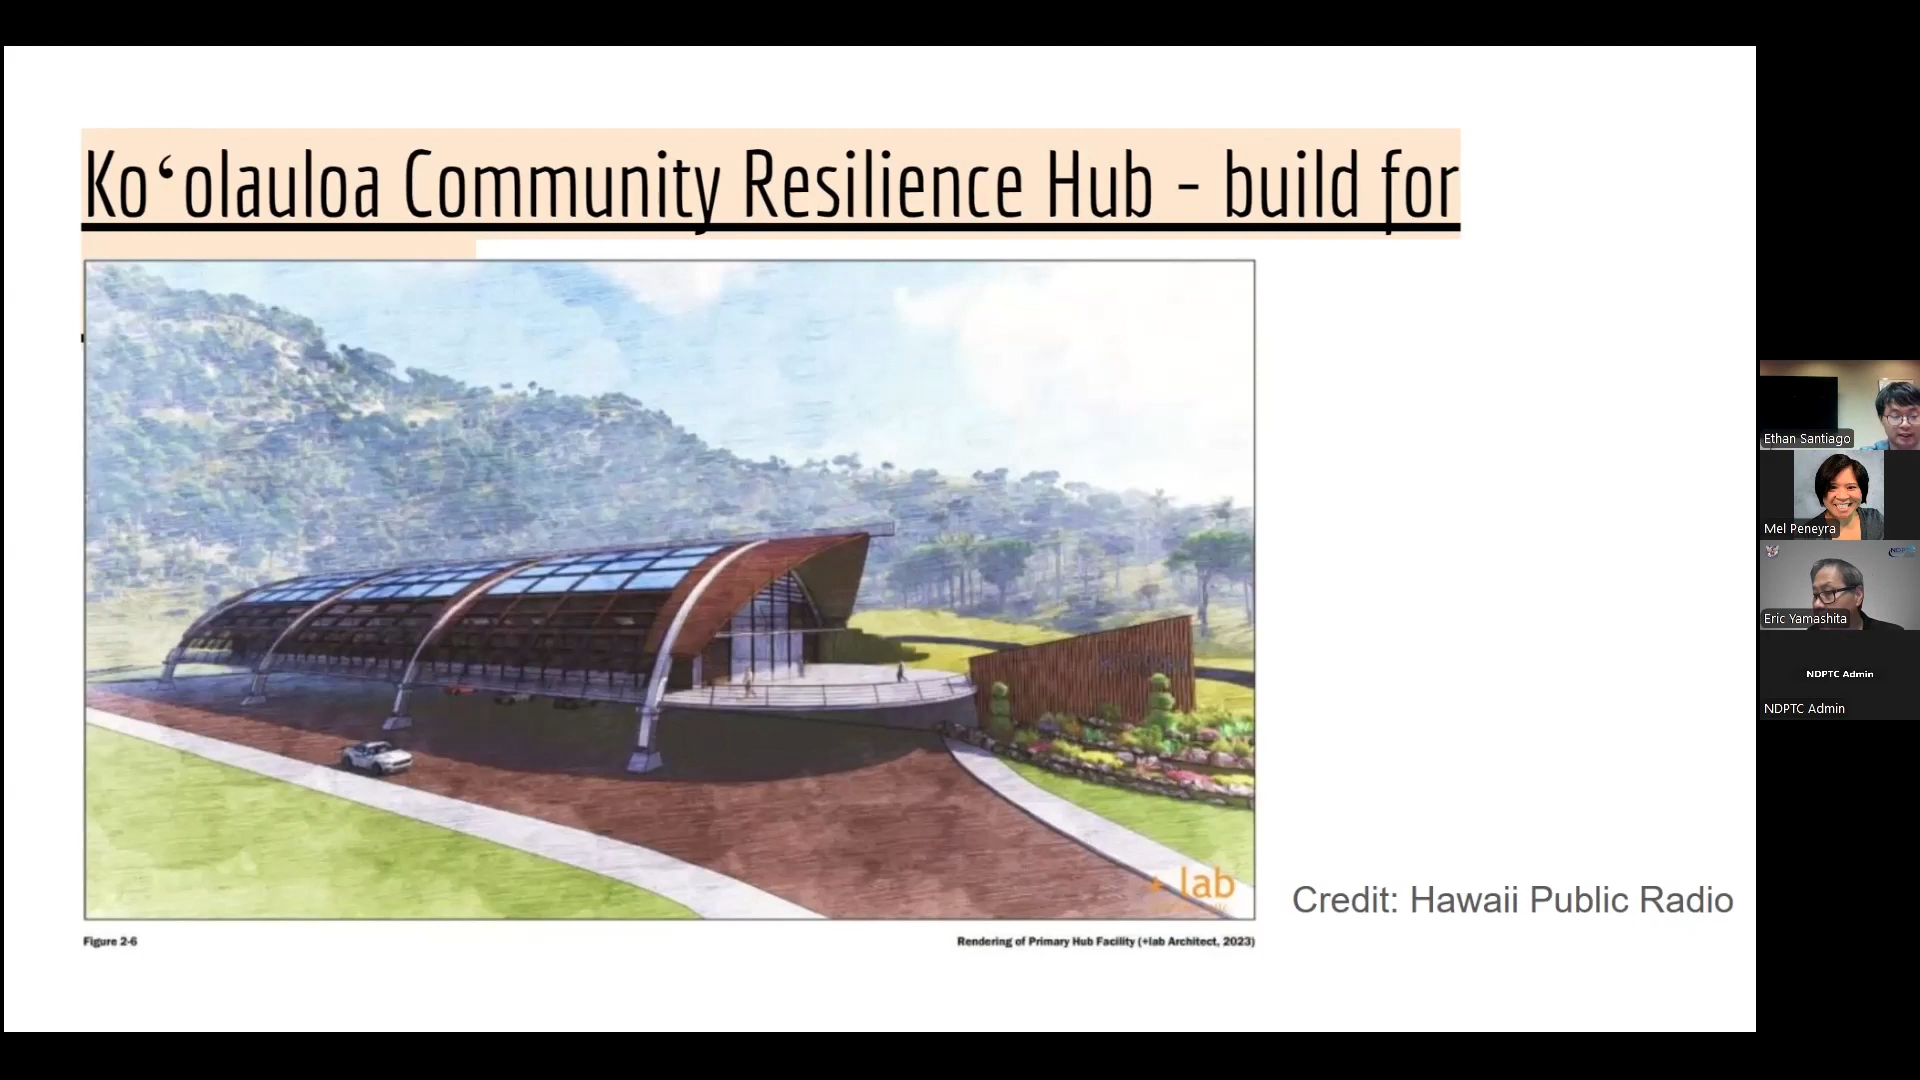 Koʻolauloa Community Resilience Hub - build for
+ lab
Credit: Hawaii Public Radio
Figure 2-6
Rendering of Primary Hub Facility (+lab Architect, 2023)
Ethan Santiago
Mel Peneyra
Eric Yamashita
NDPTC Admin
NDPTC Admin